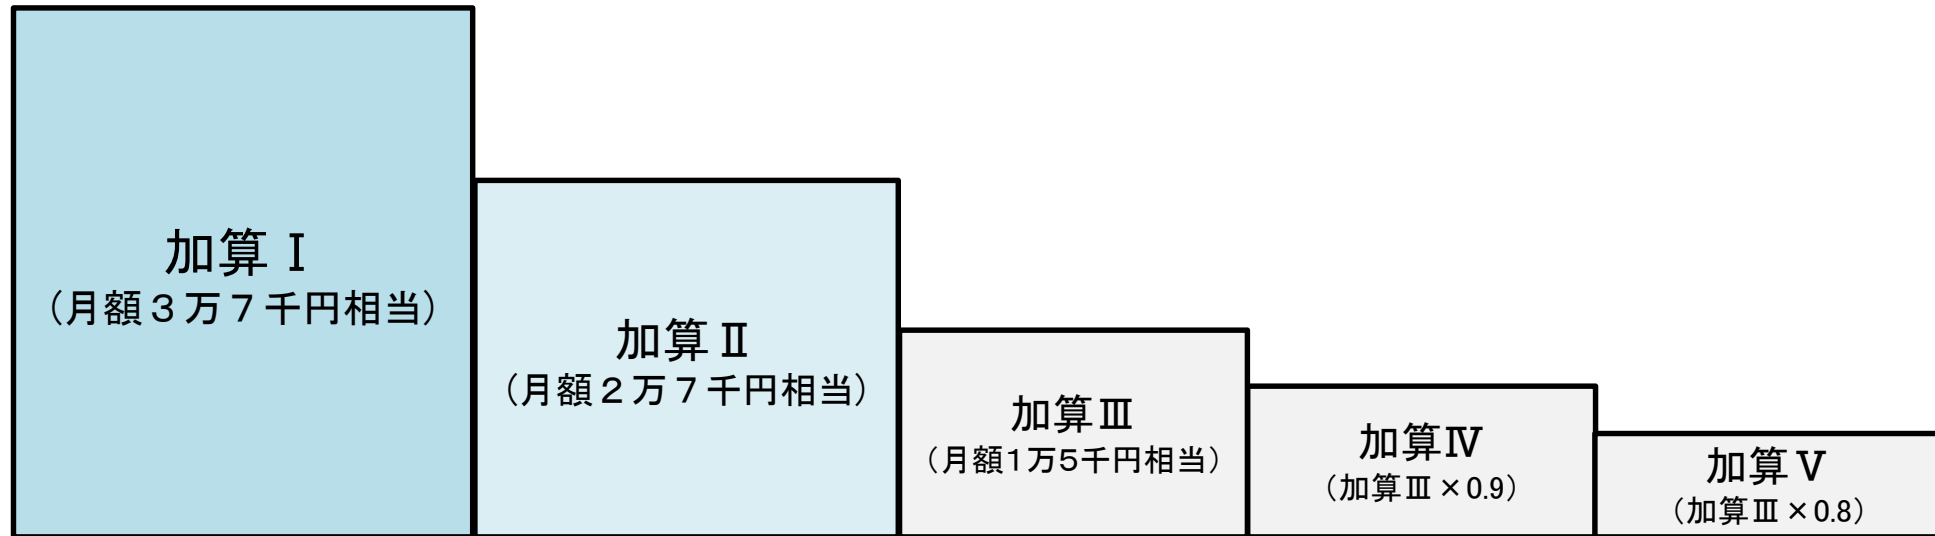 加算Ⅰ
（月額３万７千円相当）
加算Ⅱ
（月額２万７千円相当）
加算Ⅲ
（月額1万5千円相当）
加算Ⅳ
（加算Ⅲ×0.9）
加算Ⅴ
（加算Ⅲ×0.8）